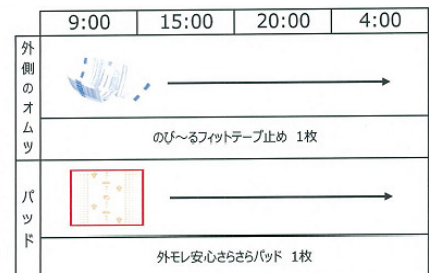 9:00 15:00 20:00 4:00
外側のオムツ
のび～るフィットテープ止め 1枚
パッド
外モレ安心さらさらパッド 1枚